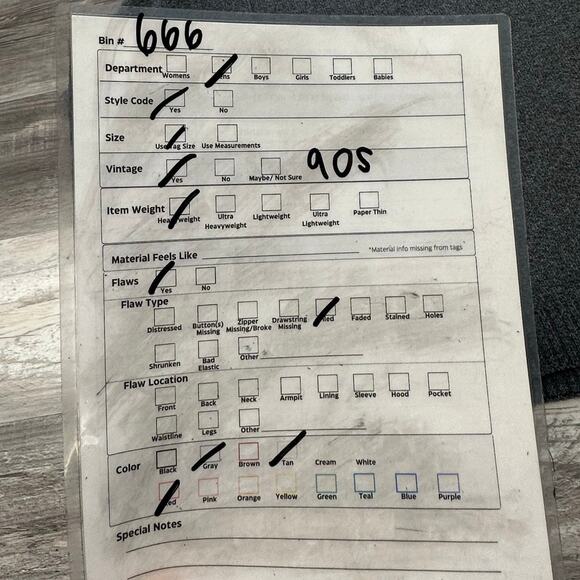 Bin # 666
Department Womens Mens Boys Girls Toddlers Babies
Style Code Yes No
Size Use Tag Size Use Measurements
Vintage Yes No Maybe/ Not Sure 90s
Item Weight Heavyweight Ultra Heavyweight Lightweight Ultra Lightweight Paper Thin
Material Feels Like *Material info missing from tags
Flaws Yes No
Flaw Type
Distressed Button(s) Missing Zipper Missing/Broke Drawstring Missing Faded Stained Holes
Shrunken Bad Elastic Other
Flaw Location
Front Back Neck Armpit Lining Sleeve Hood Pocket
Waistline Legs Other
Color Black Gray Brown Tan Cream White
Red Pink Orange Yellow Green Teal Blue Purple
Special Notes